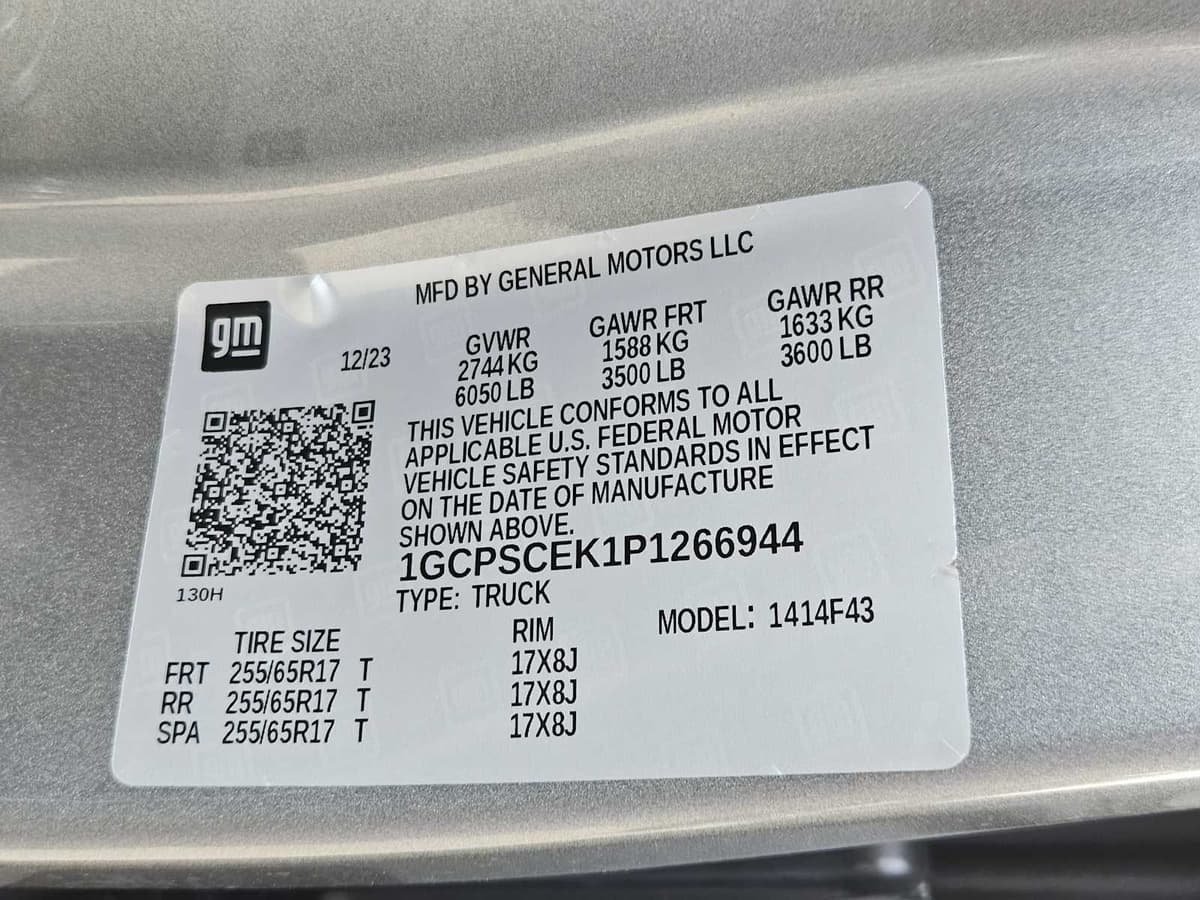 MFD BY GENERAL MOTORS LLC
gm
12/23
GVWR GAWR FRT GAWR RR
2744 KG 1588 KG 1633 KG
6050 LB 3500 LB 3600 LB
THIS VEHICLE CONFORMS TO ALL
APPLICABLE U.S. FEDERAL MOTOR
VEHICLE SAFETY STANDARDS IN EFFECT
ON THE DATE OF MANUFACTURE
SHOWN ABOVE.
1GCPSCEK1P1266944
130H
TYPE: TRUCK
MODEL: 1414F43
TIRE SIZE RIM
FRT 255/65R17 T 17X8J
RR 255/65R17 T 17X8J
SPA 255/65R17 T 17X8J